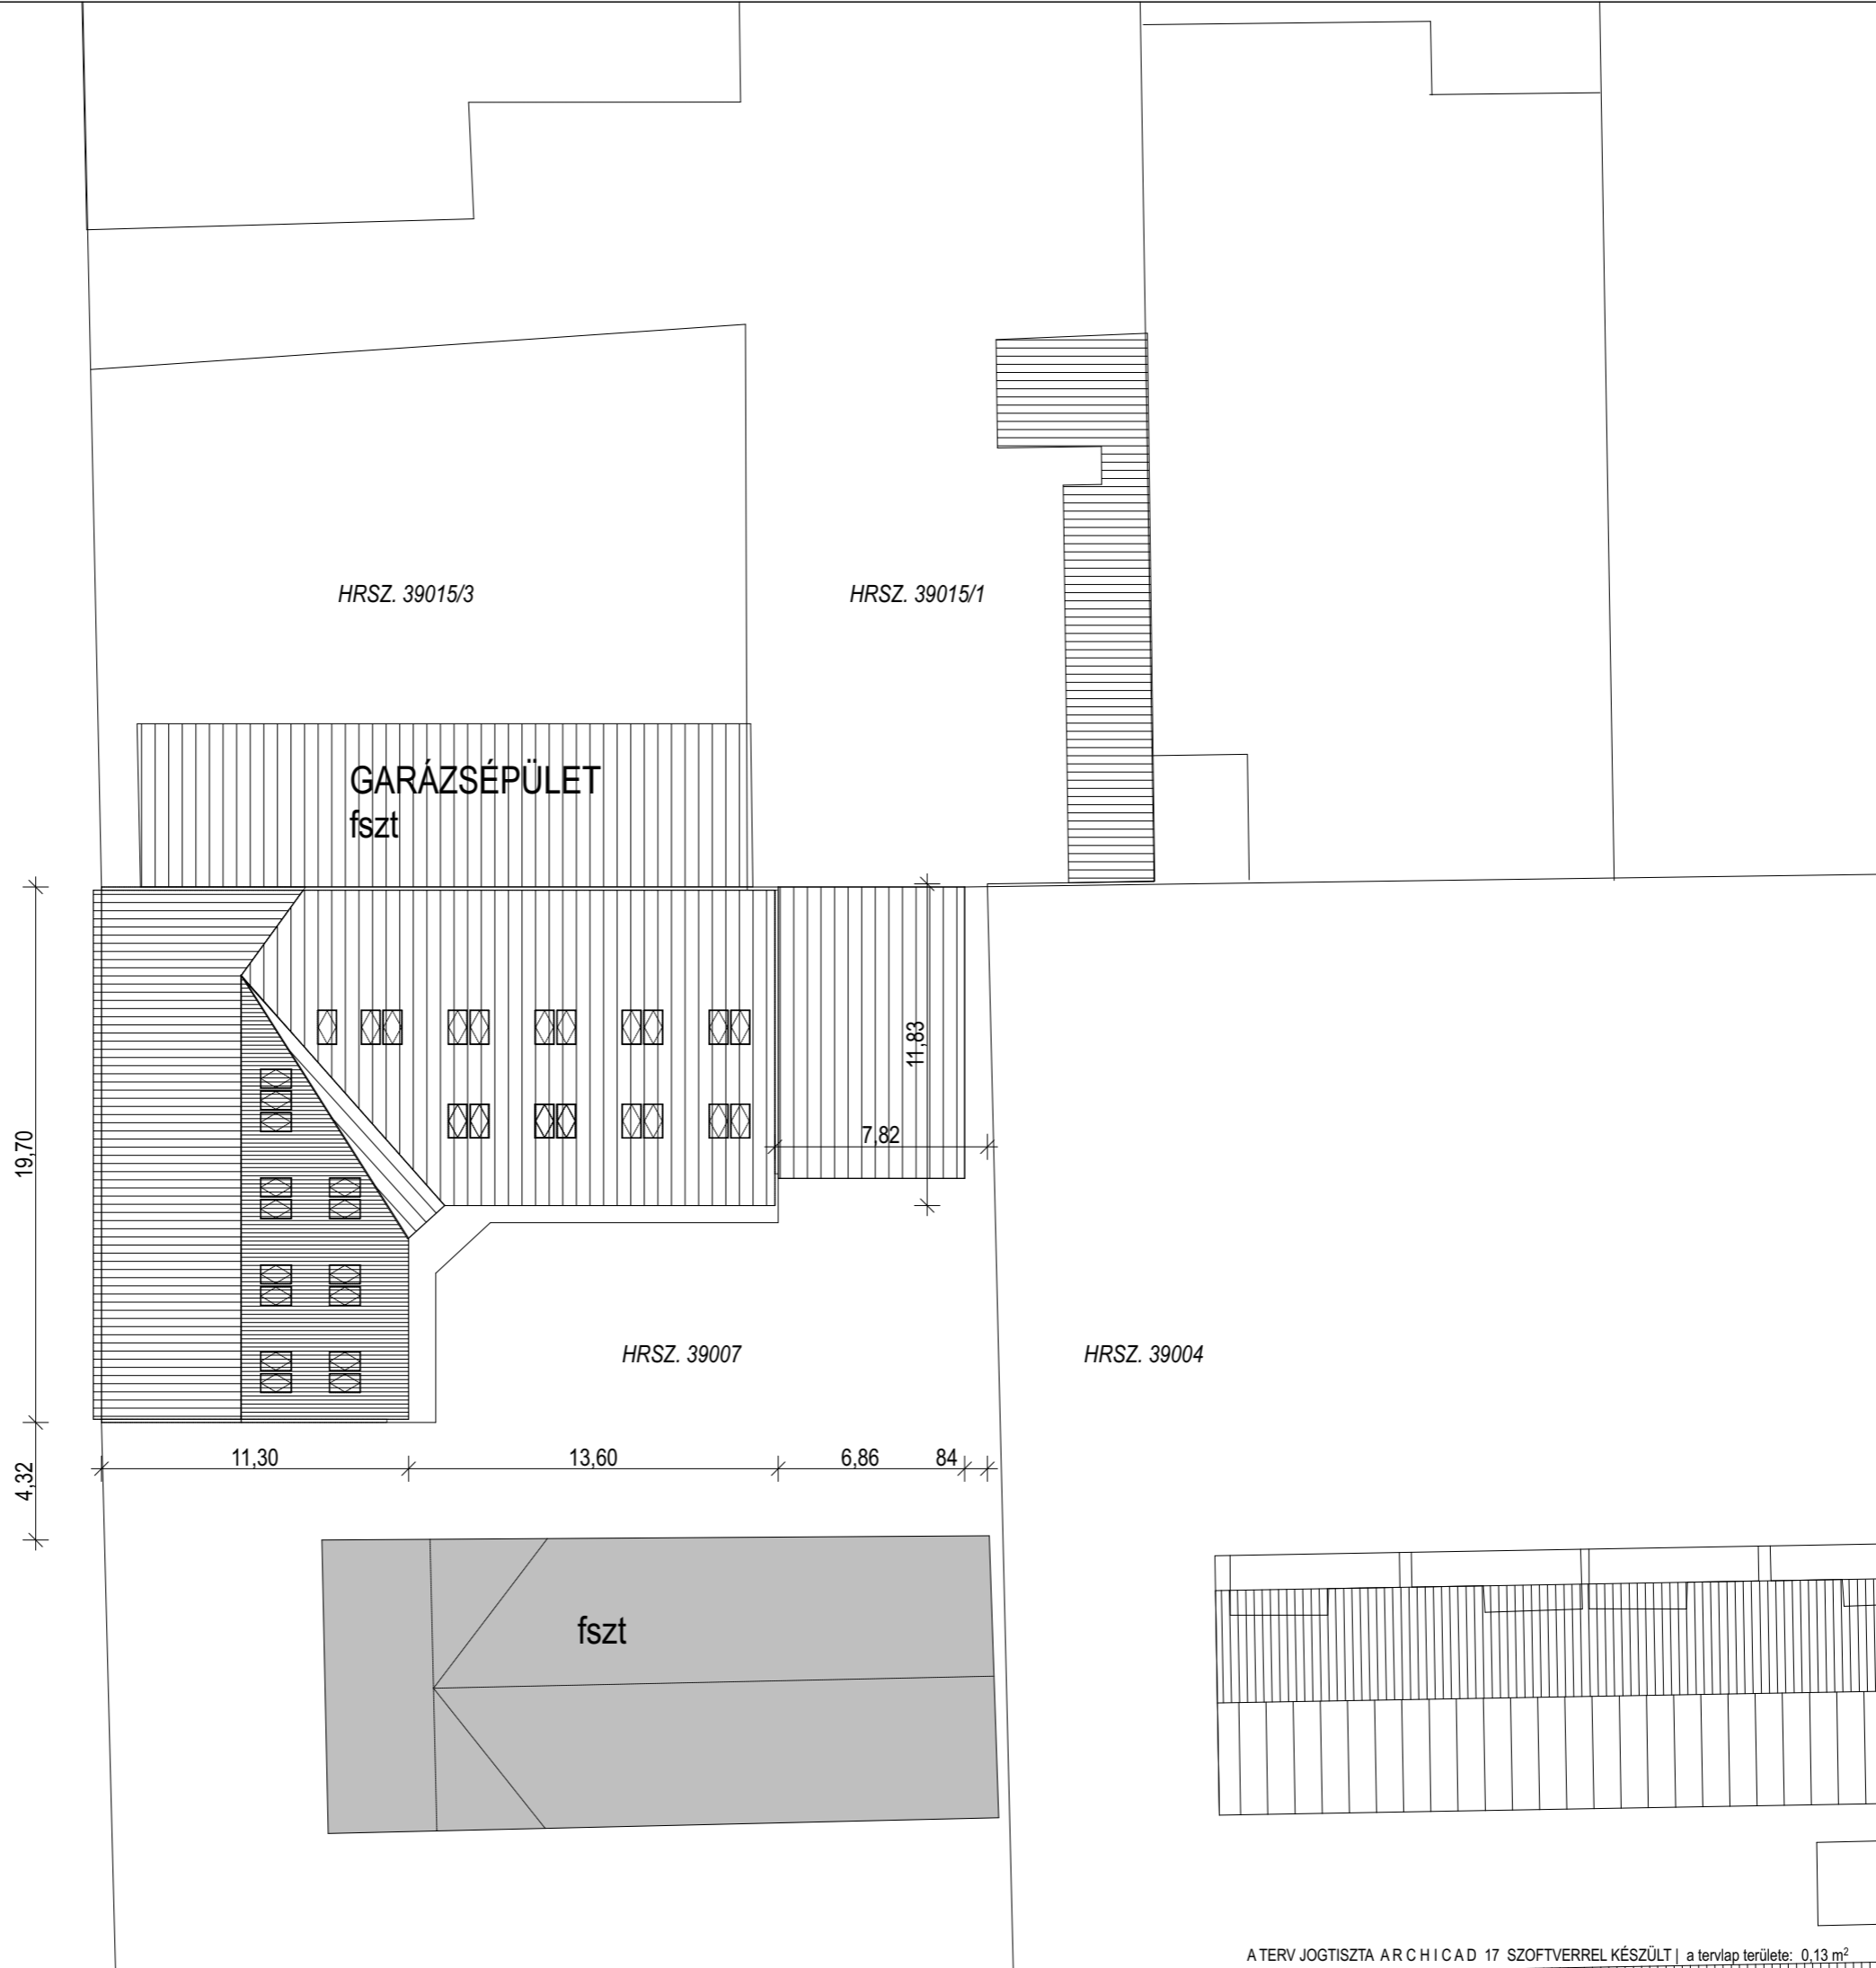 HRSZ. 39015/3
HRSZ. 39015/1
GARÁZSÉPÜLET
fszt
11,83
7,82
19,70
HRSZ. 39007
HRSZ. 39004
11,30
13,60
6,86
84
4,32
fszt
A TERV JOGTISZTA A R C H I C A D 17 SZOFTVERREL KÉSZÜLT | a tervlap területe: 0,13 m²